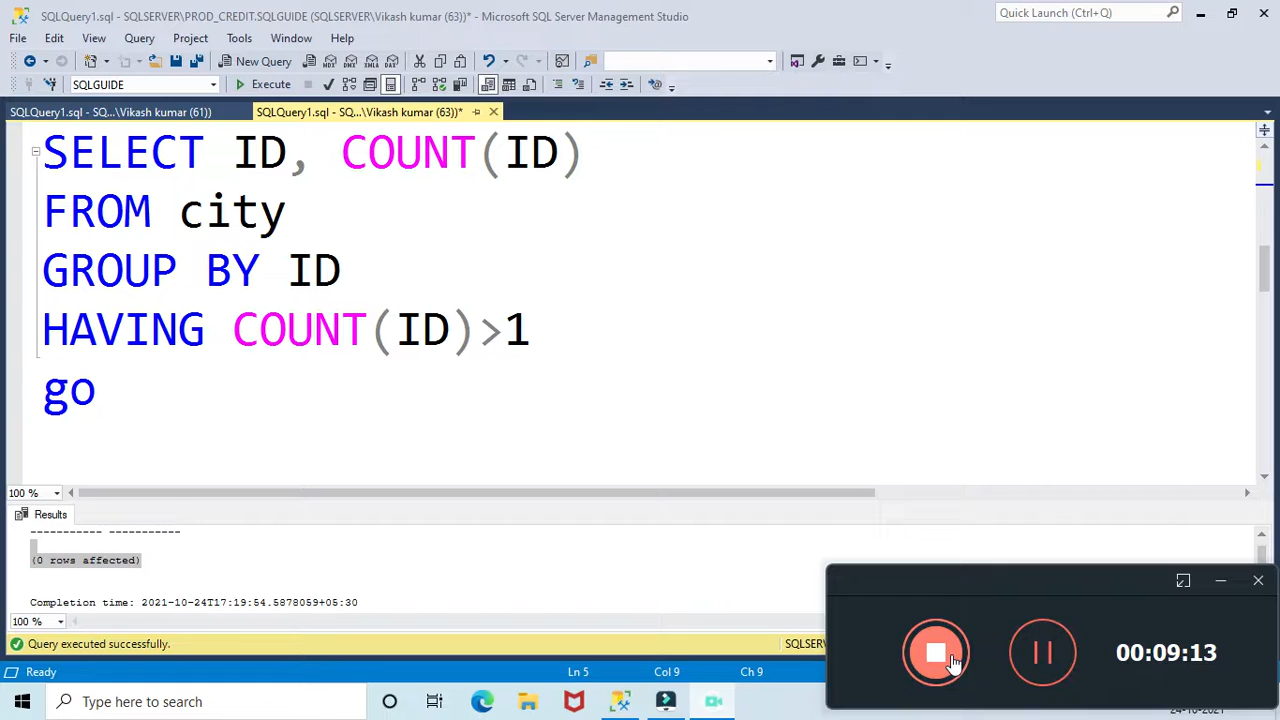 SQLQuery1.sql - SQLSERVER\PROD_CREDIT.SQLGUIDE (SQLSERVER\Vikash kumar (63))* - Microsoft SQL Server Management Studio
Quick Launch (Ctrl+Q)
File Edit View Query Project Tools Window Help
New Query
SQLGUIDE
Execute
SQLQuery1.sql - SQ...\Vikash kumar (61))
SQLQuery1.sql - SQ...\Vikash kumar (63))*
SELECT ID, COUNT(ID)
FROM city
GROUP BY ID
HAVING COUNT(ID)>1
go
100 %
Results
----------- -----------
(0 rows affected)
Completion time: 2021-10-24T17:19:54.5878059+05:30
100 %
Query executed successfully.
SQLSERV
Ready
Ln 5
Col 9
Ch 9
00:09:13
Type here to search
24-10-2021